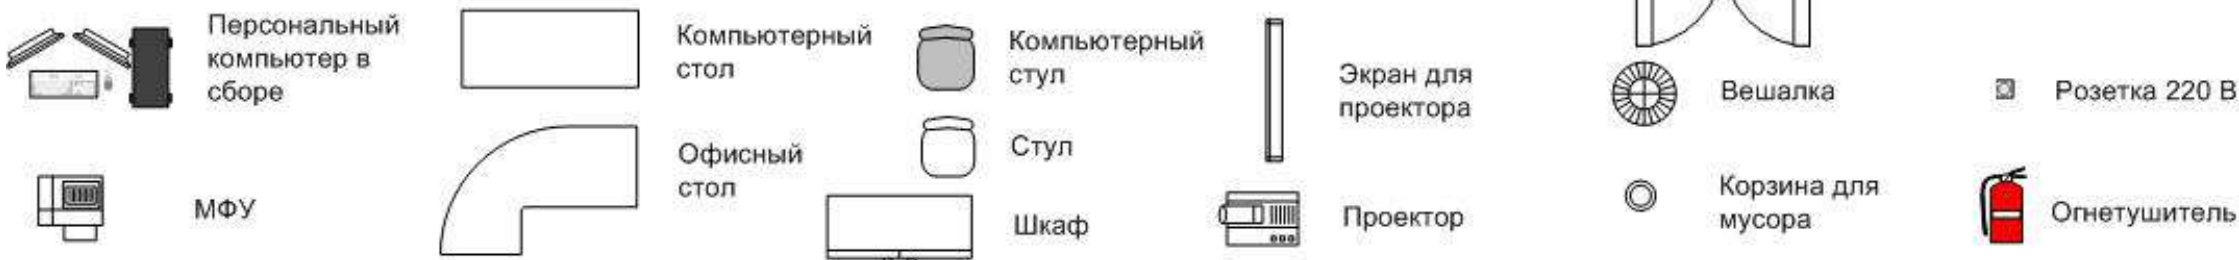 Персональный
компьютер в
сборе
МФУ
Компьютерный
стол
Офисный
стол
Компьютерный
стул
Стул
Шкаф
Экран для
проектора
Проектор
Вешалка
Корзина для
мусора
Розетка 220 В
Огнетушитель